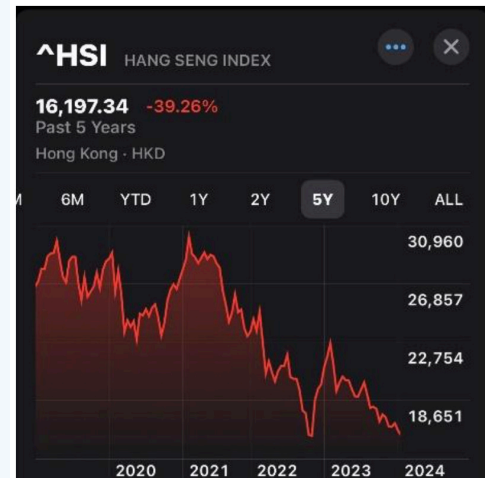 ^HSI HANG SENG INDEX
16,197.34 -39.26%
Past 5 Years
Hong Kong · HKD
6M YTD 1Y 2Y 5Y 10Y ALL
30,960
26,857
22,754
18,651
2020 2021 2022 2023 2024